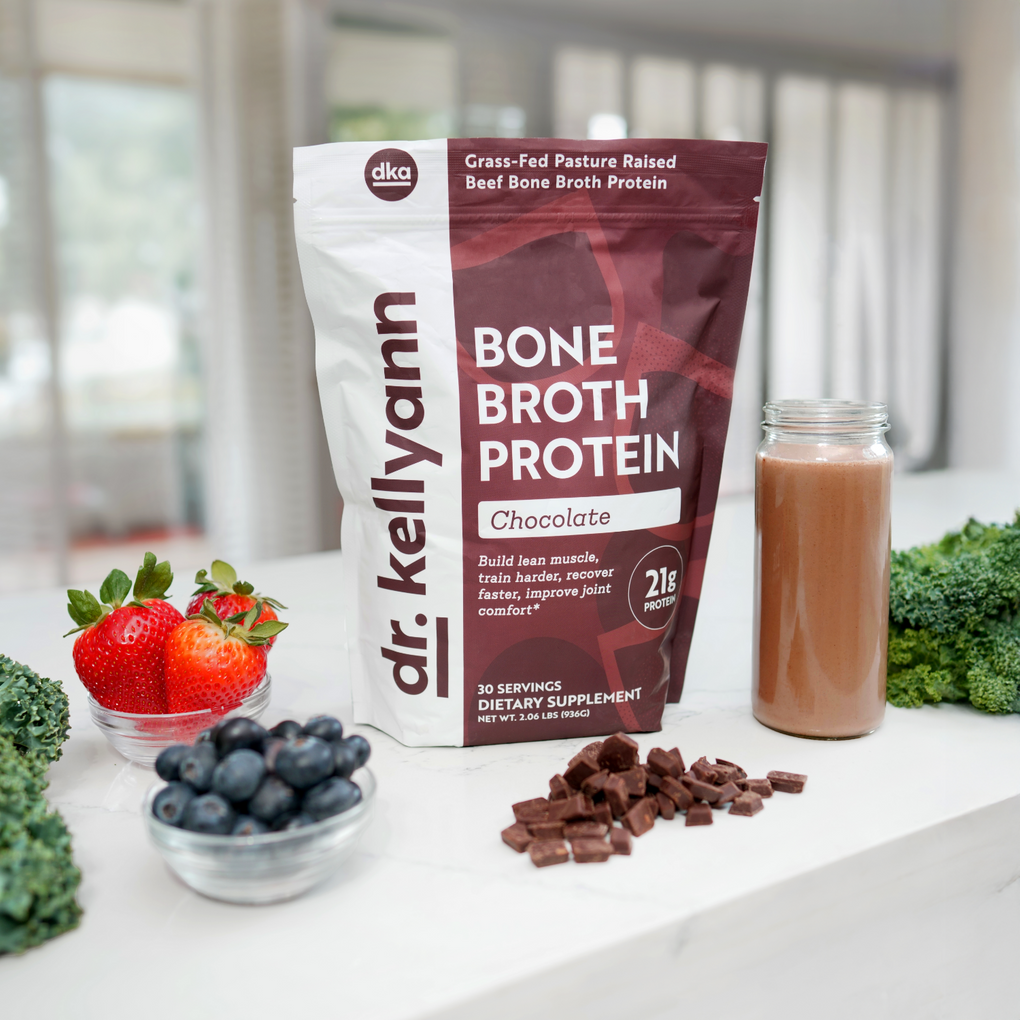 dka
Grass-Fed Pasture Raised
Beef Bone Broth Protein
dr. kellyann
BONE
BROTH
PROTEIN
Chocolate
Build lean muscle,
train harder, recover
faster, improve joint
comfort*
21g
PROTEIN
30 SERVINGS
DIETARY SUPPLEMENT
NET WT. 2.06 LBS (936G)